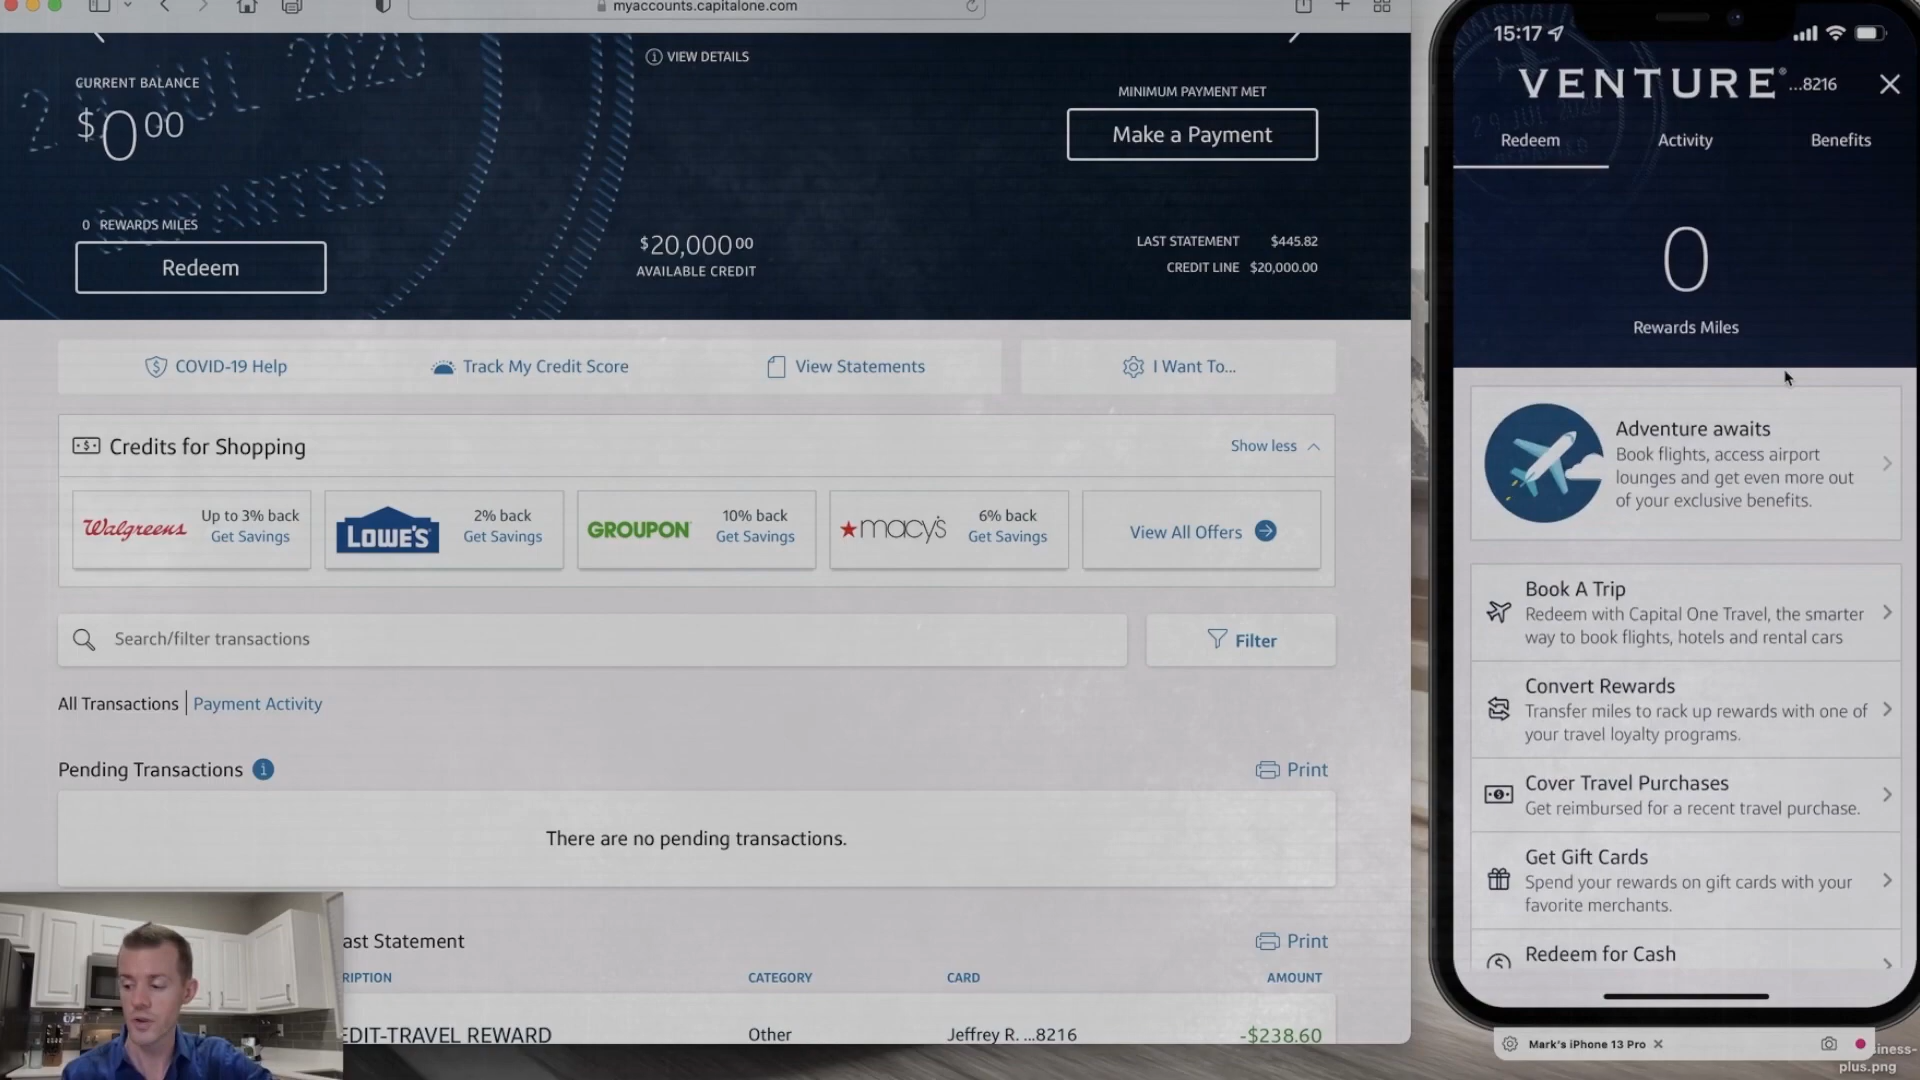 myaccounts.capitalone.com
VIEW DETAILS
CURRENT BALANCE
$0 00
MINIMUM PAYMENT MET
Make a Payment
0 REWARDS MILES
Redeem
$20,000 00
AVAILABLE CREDIT
LAST STATEMENT $445.82
CREDIT LINE $20,000.00
COVID-19 Help
Track My Credit Score
View Statements
I Want To...
Credits for Shopping
Show less
Walgreens
Up to 3% back
Get Savings
LOWE'S
2% back
Get Savings
GROUPON
10% back
Get Savings
macy's
6% back
Get Savings
View All Offers
Search/filter transactions
Filter
All Transactions | Payment Activity
Pending Transactions
Print
There are no pending transactions.
ast Statement
Print
RIPTION
CATEGORY
CARD
AMOUNT
EDIT-TRAVEL REWARD
Other
Jeffrey R. ...8216
-$238.60
15:17
VENTURE® ...8216
Redeem
Activity
Benefits
0
Rewards Miles
Adventure awaits
Book flights, access airport
lounges and get even more out
of your exclusive benefits.
Book A Trip
Redeem with Capital One Travel, the smarter
way to book flights, hotels and rental cars
Convert Rewards
Transfer miles to rack up rewards with one of
your travel loyalty programs.
Cover Travel Purchases
Get reimbursed for a recent travel purchase.
Get Gift Cards
Spend your rewards on gift cards with your
favorite merchants.
Redeem for Cash
Mark's iPhone 13 Pro
iness-
plus.png